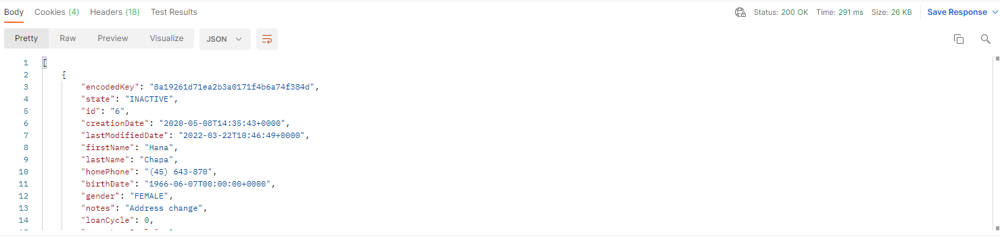 Body Cookies (4) Headers (18) Test Results Status: 200 OK Time: 291 ms Size: 26 KB Save Response
Pretty Raw Preview Visualize JSON
1 [
2 {
3 "encodedKey": "8a19261d71ea2b3a0171f4b6a74f384d",
4 "state": "INACTIVE",
5 "id": "6",
6 "creationDate": "2020-05-08T14:35:43+0000",
7 "lastModifiedDate": "2022-03-22T10:46:49+0000",
8 "firstName": "Hana",
9 "lastName": "Chapa",
10 "homePhone": "(45) 643-870",
11 "birthDate": "1966-06-07T00:00:00+0000",
12 "gender": "FEMALE",
13 "notes": "Address change",
14 "loanCycle": 0,